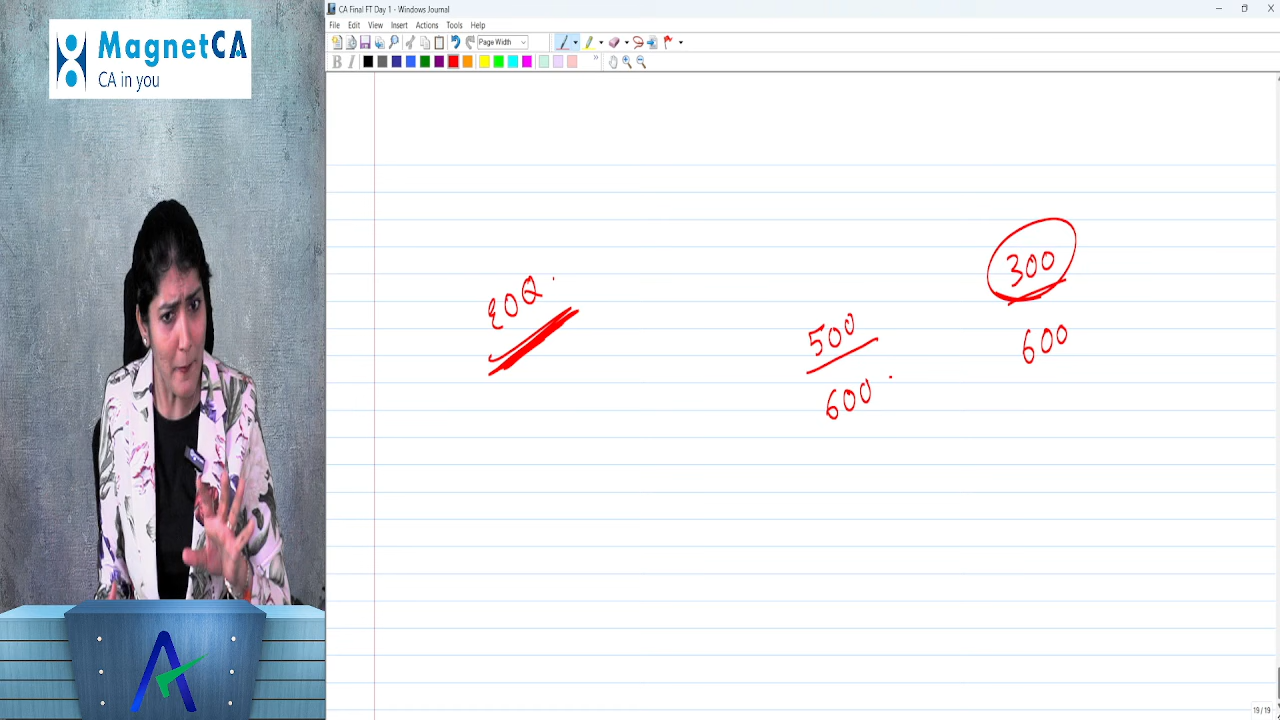 MagnetCA
CA in you
CA Final FT Day 1 - Windows Journal
File Edit View Insert Actions Tools Help
Page Width
B I
EOQ.
300
500
600
600
19/19